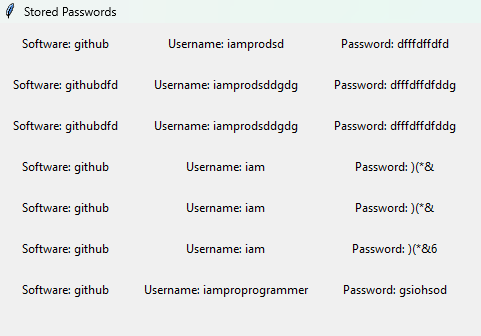 Stored Passwords
Software: github Username: iamprodsd Password: dfffdffdfd
Software: githubdfd Username: iamprodsddgdg Password: dfffdffdfddg
Software: githubdfd Username: iamprodsddgdg Password: dfffdffdfddg
Software: github Username: iam Password: )(*&
Software: github Username: iam Password: )(*&
Software: github Username: iam Password: )(*&6
Software: github Username: iamproprogrammer Password: gsiohsod